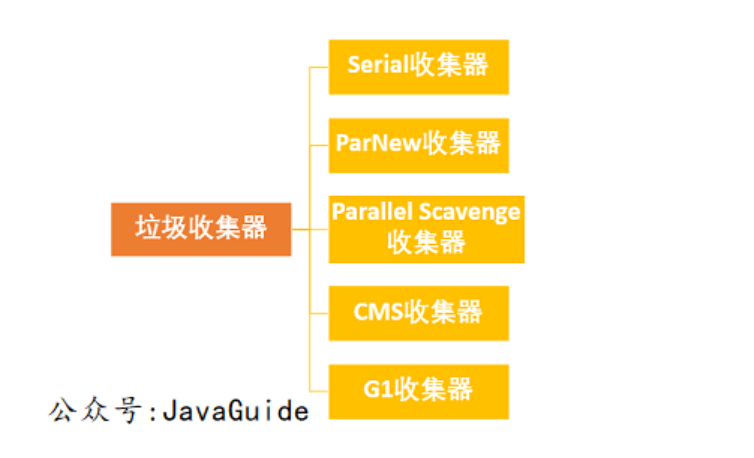 Serial收集器
ParNew收集器
垃圾收集器
Parallel Scavenge
收集器
CMS收集器
G1收集器
公众号:JavaGuide